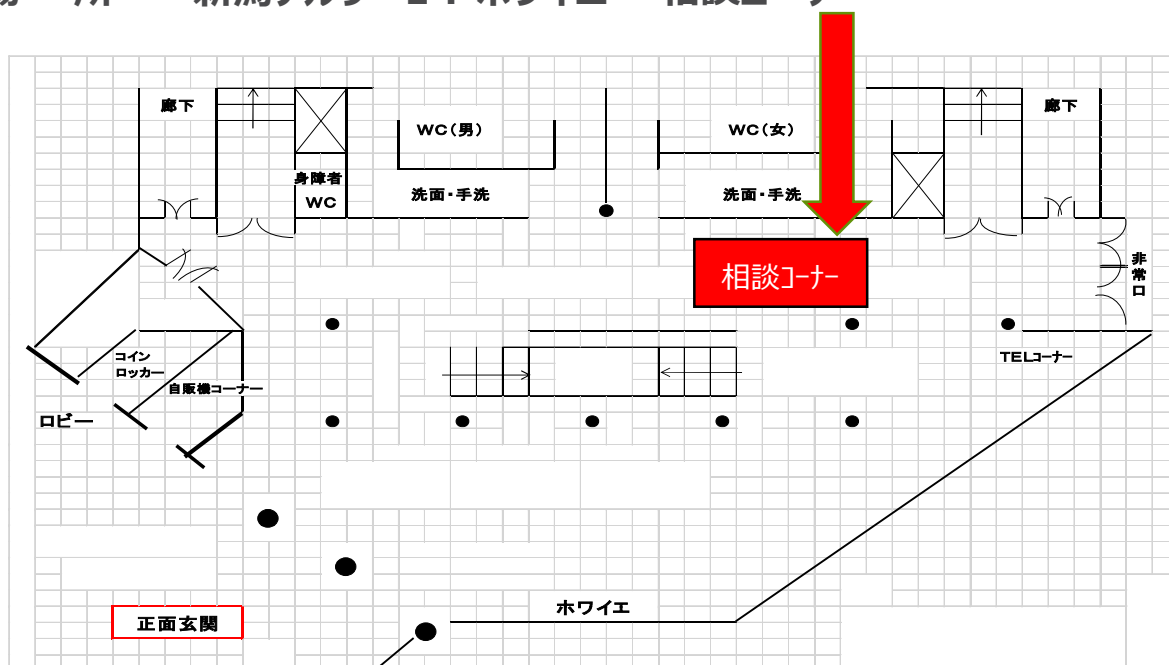 廊下
廊下
WC(男)
WC(女)
身障者
WC
洗面・手洗
洗面・手洗
相談コーナー
非常口
コイン
ロッカー
TELコーナー
自販機コーナー
ロビー
ホワイエ
正面玄関